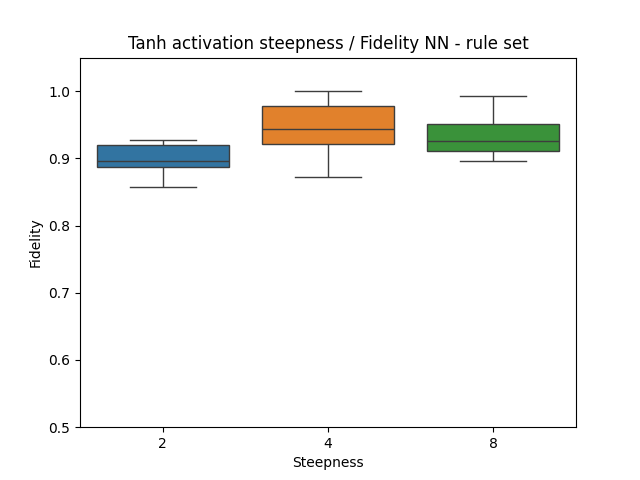 Tanh activation steepness / Fidelity NN - rule set
1.0
0.9
0.8
0.7
0.6
0.5
Fidelity
2 4 8
Steepness